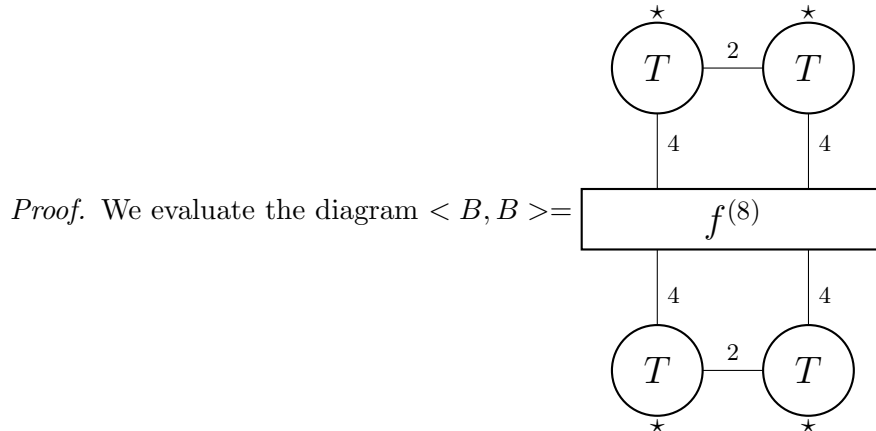 ⋆ ⋆
T 2 T
4 4
Proof. We evaluate the diagram < B, B >=
f^{(8)}
4 4
T 2 T
⋆ ⋆